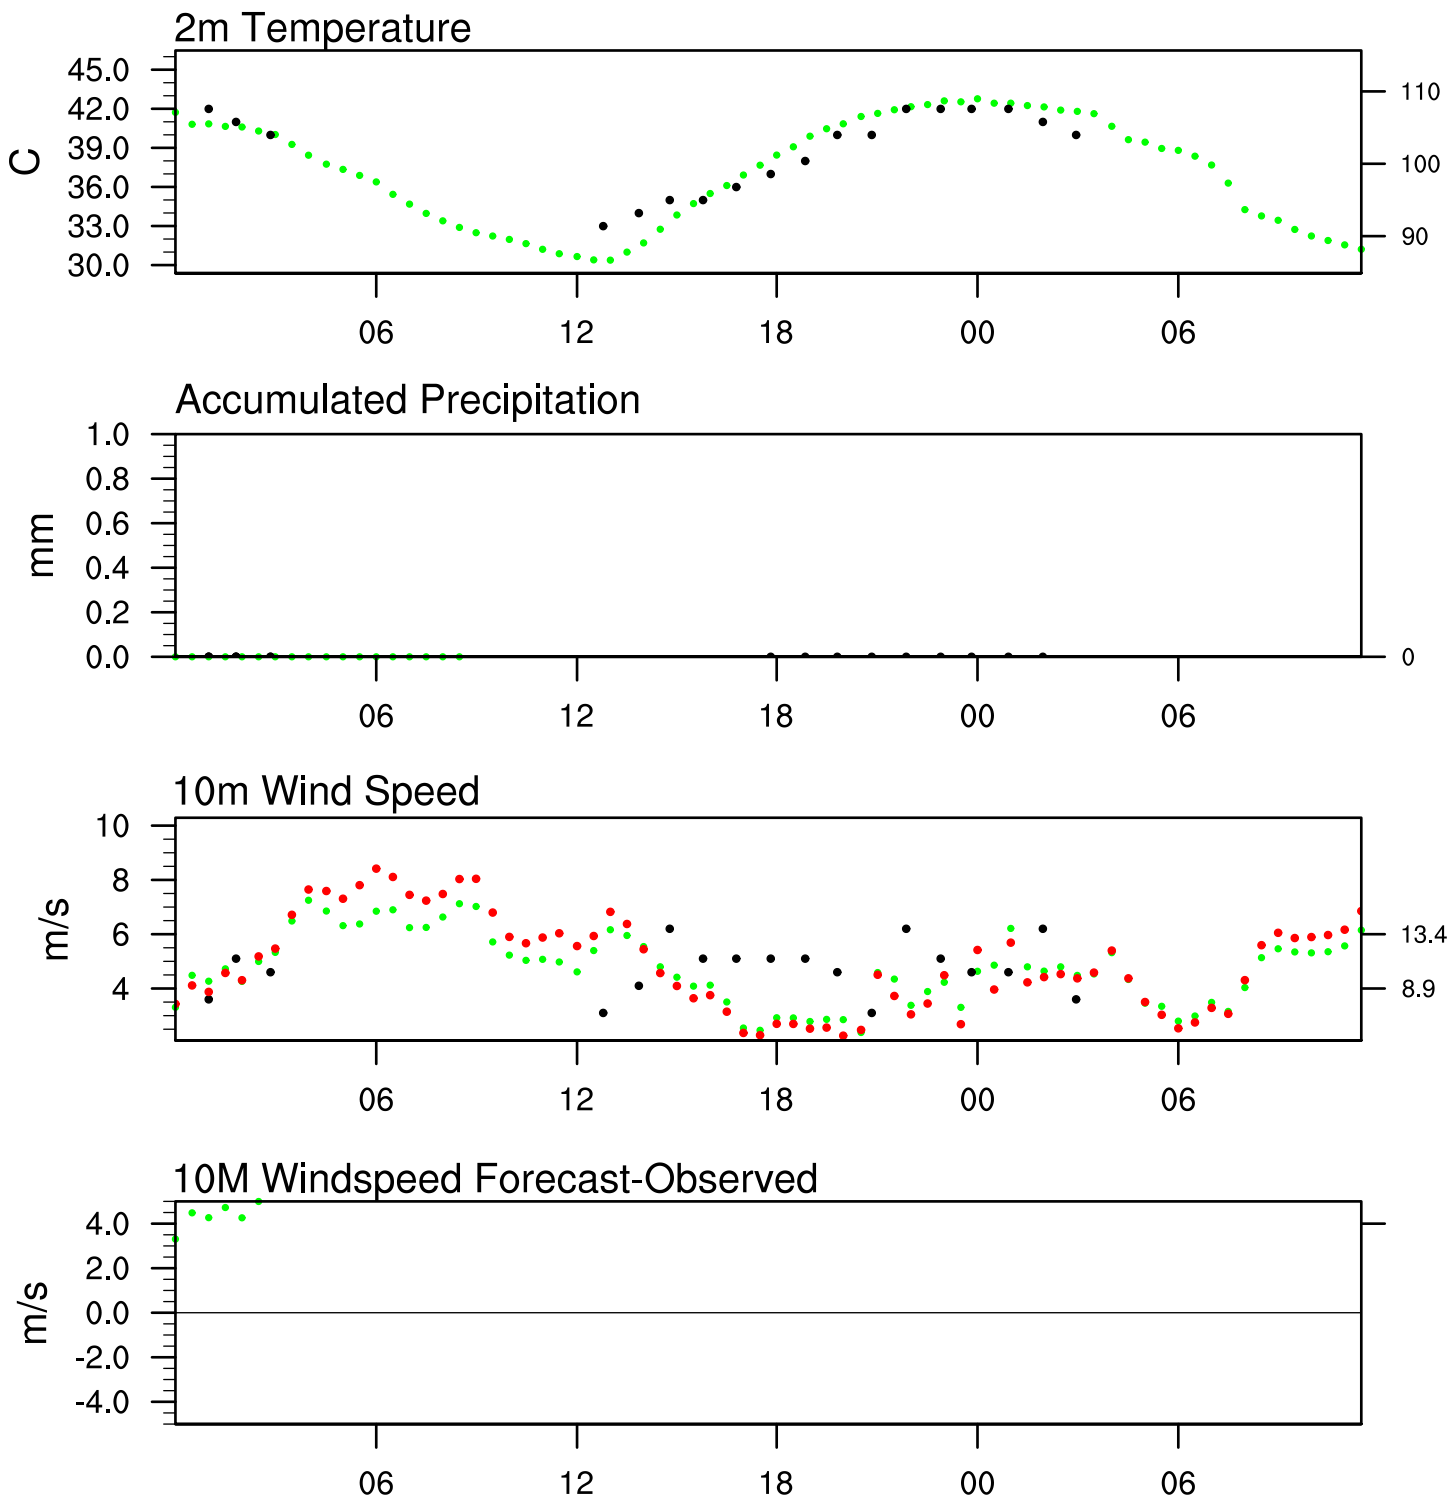 2m Temperature
45.0
42.0
39.0
36.0
33.0
30.0
C
110
100
90
06 12 18 00 06
Accumulated Precipitation
1.0
0.8
0.6
0.4
0.2
0.0
mm
0
06 12 18 00 06
10m Wind Speed
10
8
6
4
m/s
13.4
8.9
06 12 18 00 06
10M Windspeed Forecast-Observed
4.0
2.0
0.0
-2.0
-4.0
m/s
06 12 18 00 06